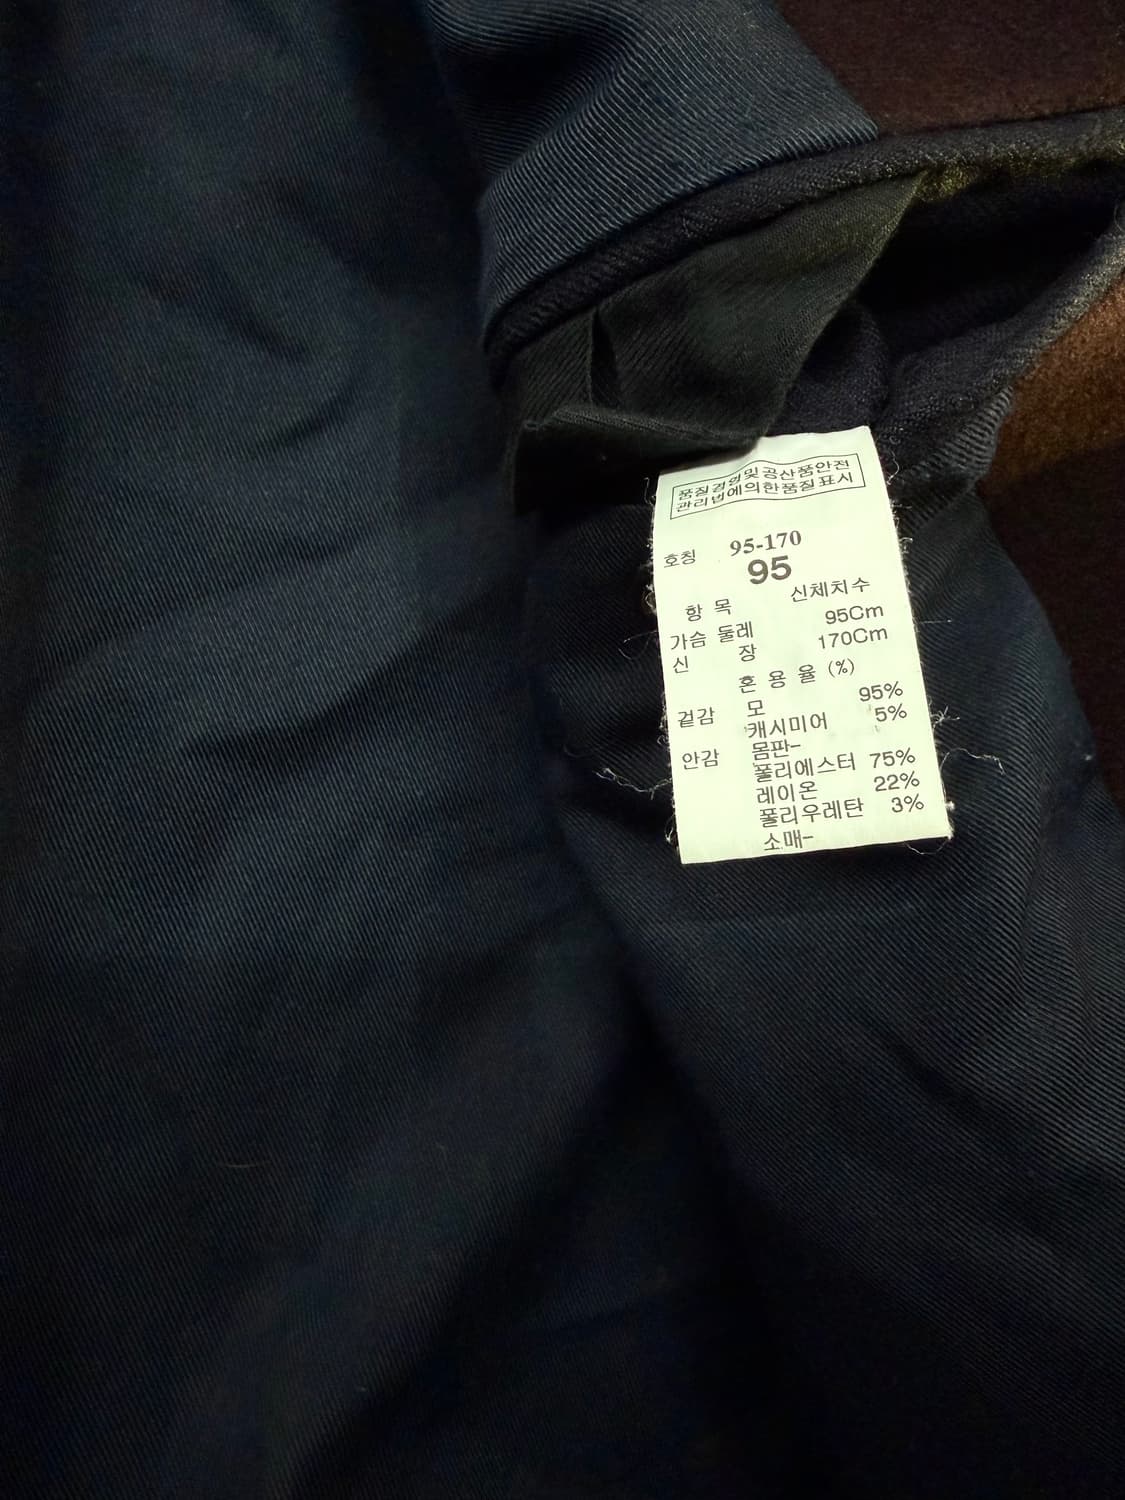 품질경영및공산품안전
관리법에의한품질표시
호칭 95-170
95
항 목 신체치수
가슴 둘레 95Cm
신 장 170Cm
혼 용 율 (%)
겉감 모 95%
캐시미어 5%
안감 몸판-
폴리에스터 75%
레이온 22%
폴리우레탄 3%
소매-